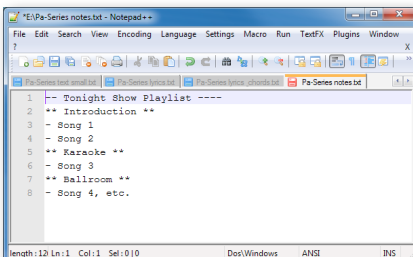 *E:\Pa-Series notes.txt - Notepad++
File Edit Search View Encoding Language Settings Macro Run TextFX Plugins Window
? X
Pa-Series text small.txt Pa-Series lyrics.txt Pa-Series lyrics_chords.txt Pa-Series notes.txt
1 -- Tonight Show Playlist ----
2 ** Introduction **
3 - Song 1
4 - Song 2
5 ** Karaoke **
6 - Song 3
7 ** Ballroom **
8 - Song 4, etc.
length : 12 Ln : 1 Col : 1 Sel : 0 | 0 Dos\Windows ANSI INS